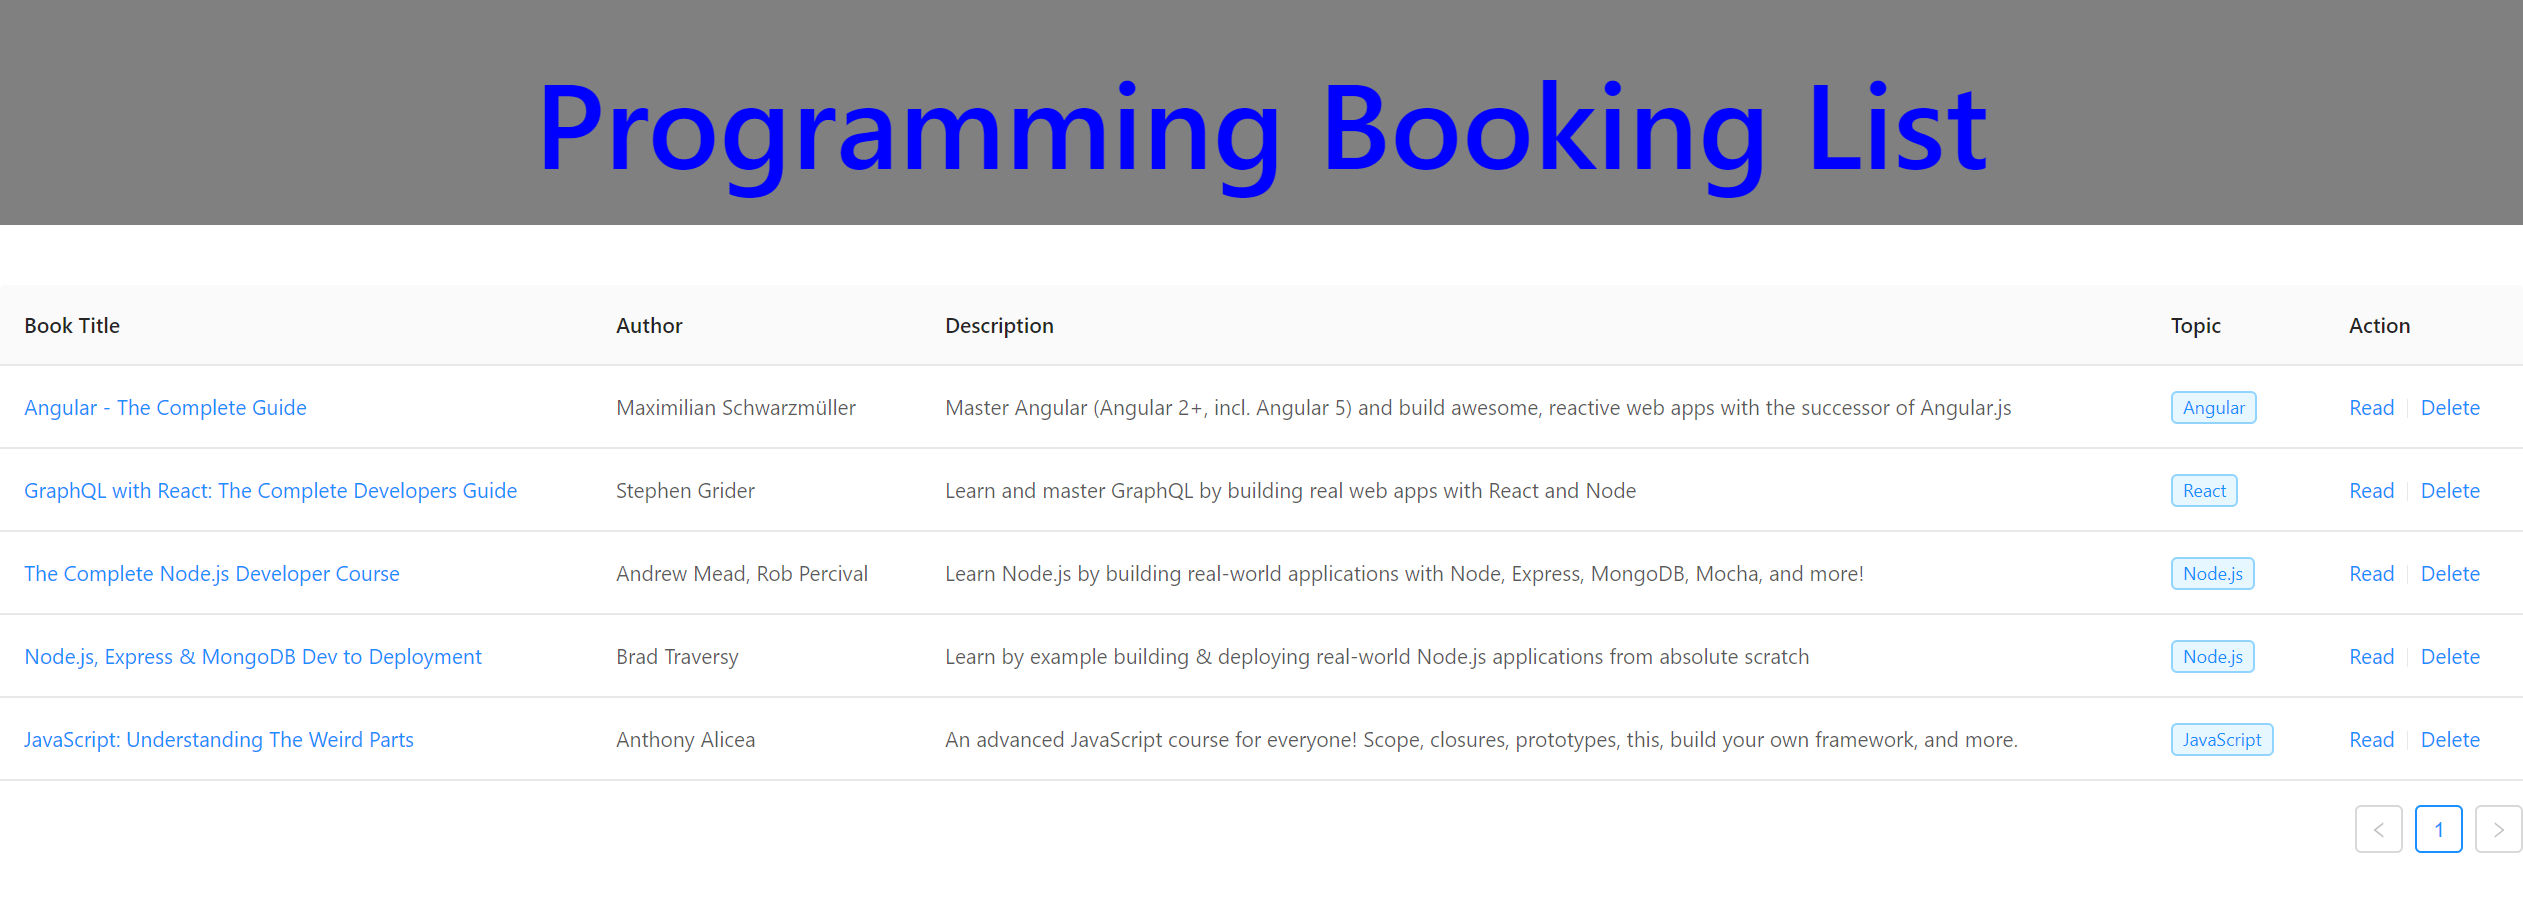 Programming Booking List
Book Title Author Description Topic Action
Angular - The Complete Guide Maximilian Schwarzmüller Master Angular (Angular 2+, incl. Angular 5) and build awesome, reactive web apps with the successor of Angular.js Angular Read Delete
GraphQL with React: The Complete Developers Guide Stephen Grider Learn and master GraphQL by building real web apps with React and Node React Read Delete
The Complete Node.js Developer Course Andrew Mead, Rob Percival Learn Node.js by building real-world applications with Node, Express, MongoDB, Mocha, and more! Node.js Read Delete
Node.js, Express & MongoDB Dev to Deployment Brad Traversy Learn by example building & deploying real-world Node.js applications from absolute scratch Node.js Read Delete
JavaScript: Understanding The Weird Parts Anthony Alicea An advanced JavaScript course for everyone! Scope, closures, prototypes, this, build your own framework, and more. JavaScript Read Delete
< 1 >